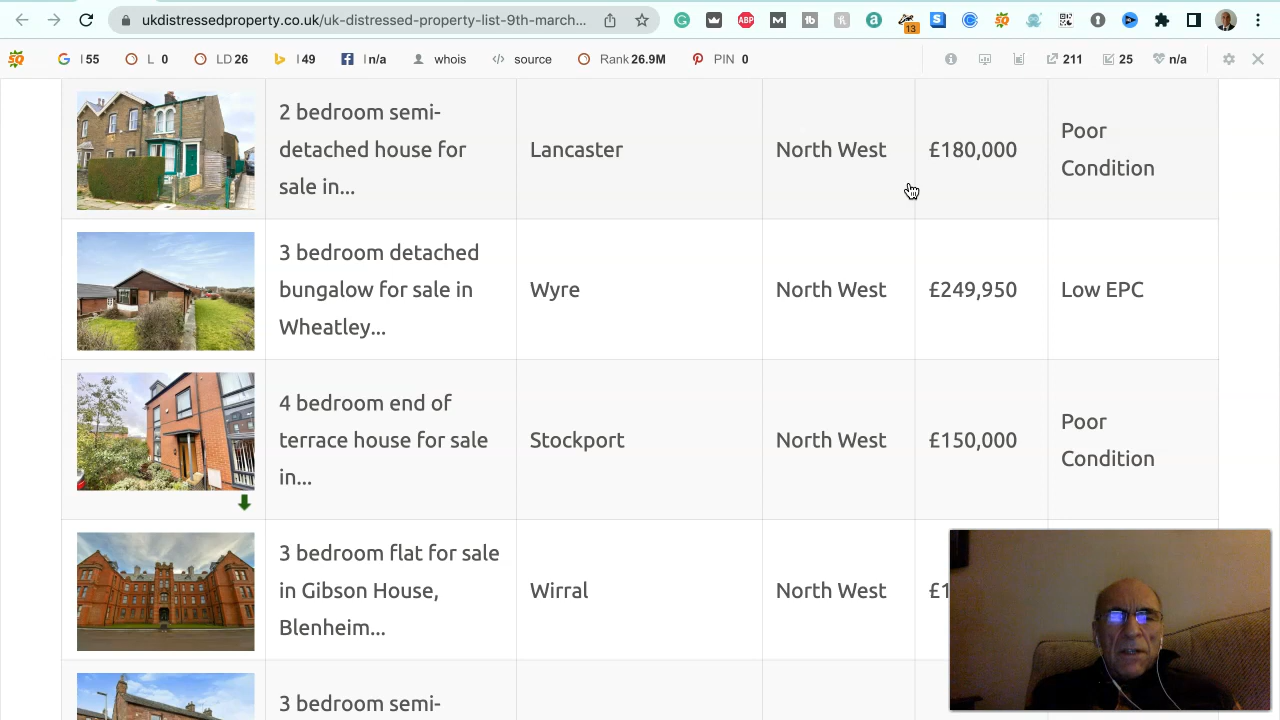 ukdistressedproperty.co.uk/uk-distressed-property-list-9th-march...
ABP
13
I 55
L 0
LD 26
I 49
I n/a
whois
source
Rank 26.9M
PIN 0
211
25
n/a
2 bedroom semi-
detached house for
sale in...
Lancaster
North West
£180,000
Poor
Condition
3 bedroom detached
bungalow for sale in
Wheatley...
Wyre
North West
£249,950
Low EPC
4 bedroom end of
terrace house for sale
in...
Stockport
North West
£150,000
Poor
Condition
3 bedroom flat for sale
in Gibson House,
Blenheim...
Wirral
North West
£1
3 bedroom semi-